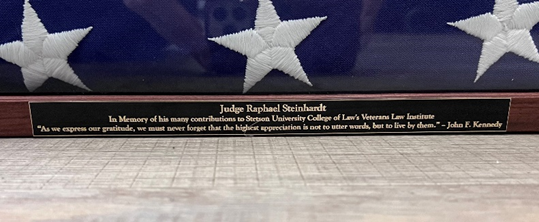 Judge Raphael Steinhardt
In Memory of his many contributions to Stetson University College of Law's Veterans Law Institute
"As we express our gratitude, we must never forget that the highest appreciation is not to utter words, but to live by them." – John F. Kennedy